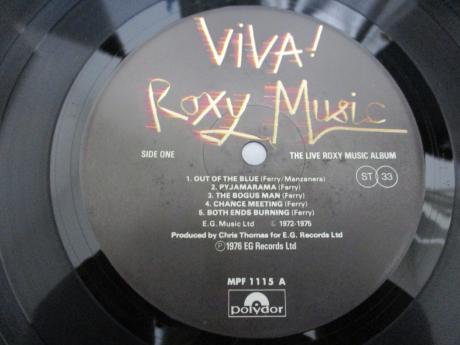 ViVA!
Roxy Music
SIDE ONE THE LIVE ROXY MUSIC ALBUM
1. OUT OF THE BLUE (Ferry/Manzanera)
2. PYJAMARAMA (Ferry)
3. THE BOGUS MAN (Ferry)
4. CHANCE MEETING (Ferry)
5. BOTH ENDS BURNING (Ferry)
ST 33
E.G. Music Ltd © 1972-1975
Produced by Chris Thomas for E.G. Records Ltd
Ⓟ1976 EG Records Ltd
MPF 1115 A
polydor